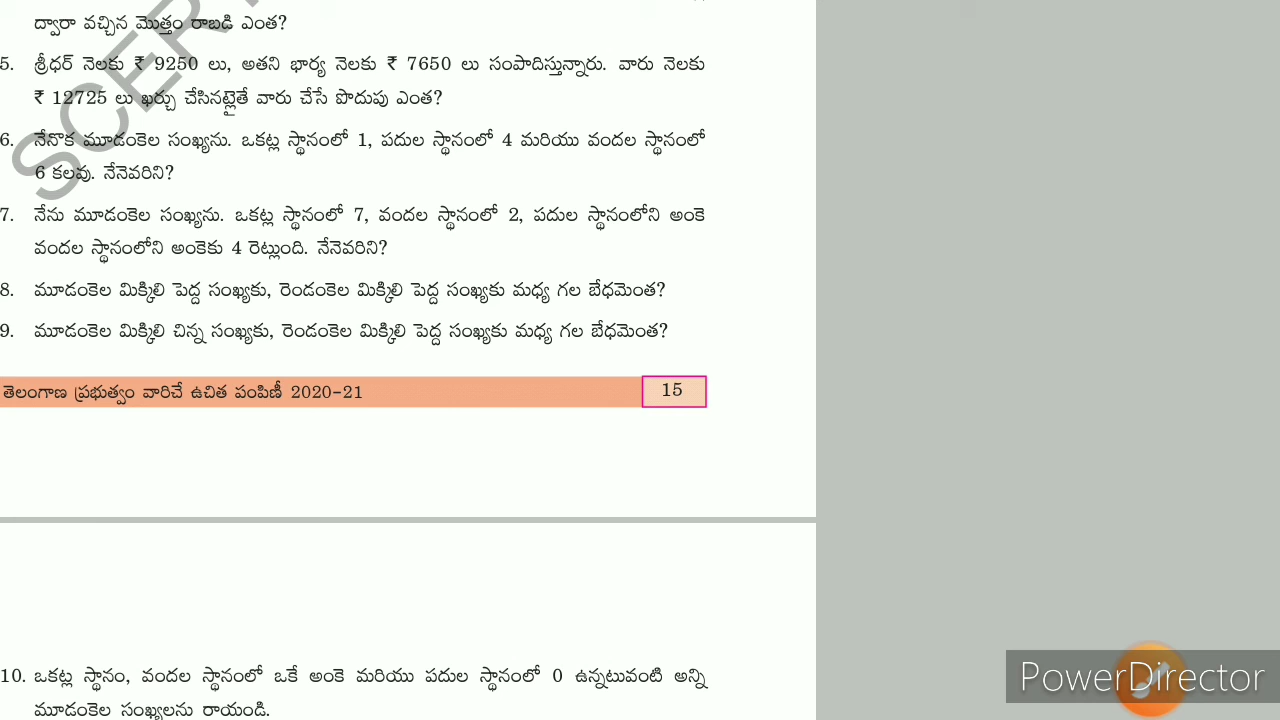 ద్వారా వచ్చిన మొత్తం రాబడి ఎంత?
5. శ్రీధర్ నెలకు ₹ 9250 లు, అతని భార్య నెలకు ₹ 7650 లు సంపాదిస్తున్నారు. వారు నెలకు
₹ 12725 లు ఖర్చు చేసినట్లైతే వారు చేసే పొదుపు ఎంత?
6. నేనొక మూడంకెల సంఖ్యను. ఒకట్ల స్థానంలో 1, పదుల స్థానంలో 4 మరియు వందల స్థానంలో
6 కలవు. నేనెవరిని?
7. నేను మూడంకెల సంఖ్యను. ఒకట్ల స్థానంలో 7, వందల స్థానంలో 2, పదుల స్థానంలోని అంకె
వందల స్థానంలోని అంకెకు 4 రెట్లుంది. నేనెవరిని?
8. మూడంకెల మిక్కిలి పెద్ద సంఖ్యకు, రెండంకెల మిక్కిలి పెద్ద సంఖ్యకు మధ్య గల బేధమెంత?
9. మూడంకెల మిక్కిలి చిన్న సంఖ్యకు, రెండంకెల మిక్కిలి పెద్ద సంఖ్యకు మధ్య గల బేధమెంత?
తెలంగాణ ప్రభుత్వం వారిచే ఉచిత పంపిణీ 2020-21 15
10. ఒకట్ల స్థానం, వందల స్థానంలో ఒకే అంకె మరియు పదుల స్థానంలో 0 ఉన్నటువంటి అన్ని
మూడంకెల సంఖ్యలను రాయండి.
PowerDirector